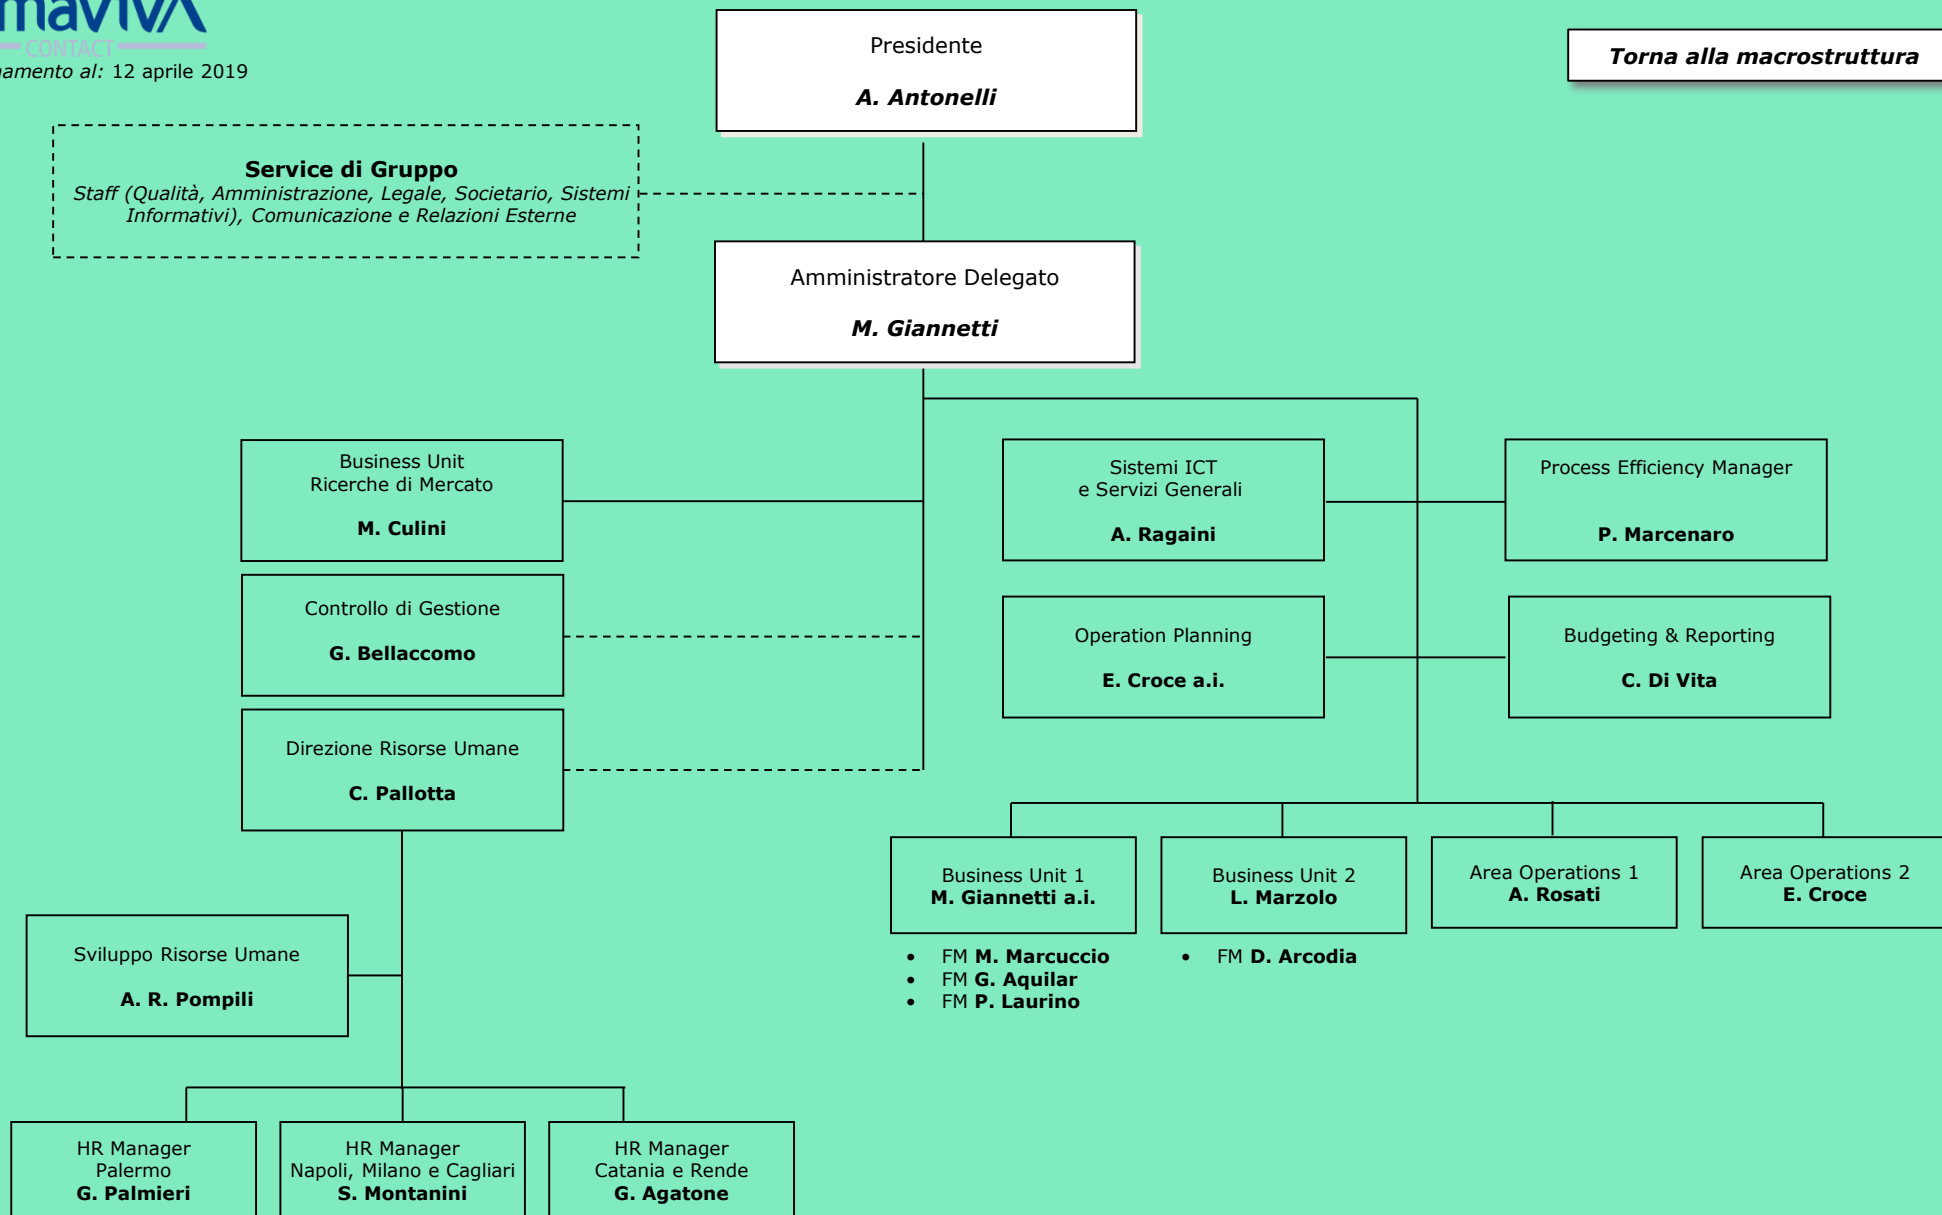 CONTACT
al: 12 aprile 2019
Presidente
A. Antonelli
Torna alla macrostruttura
Service di Gruppo
Staff (Qualità, Amministrazione, Legale, Societario, Sistemi
Informativi), Comunicazione e Relazioni Esterne
Amministratore Delegato
M. Giannetti
Business Unit
Ricerche di Mercato
M. Culini
Sistemi ICT
e Servizi Generali
A. Ragaini
Process Efficiency Manager
P. Marcenaro
Controllo di Gestione
G. Bellaccomo
Operation Planning
E. Croce a.i.
Budgeting & Reporting
C. Di Vita
Direzione Risorse Umane
C. Pallotta
Business Unit 1
M. Giannetti a.i.
• FM M. Marcuccio
• FM G. Aquilar
• FM P. Laurino
Business Unit 2
L. Marzolo
• FM D. Arcodia
Area Operations 1
A. Rosati
Area Operations 2
E. Croce
Sviluppo Risorse Umane
A. R. Pompili
HR Manager
Palermo
G. Palmieri
HR Manager
Napoli, Milano e Cagliari
S. Montanini
HR Manager
Catania e Rende
G. Agatone